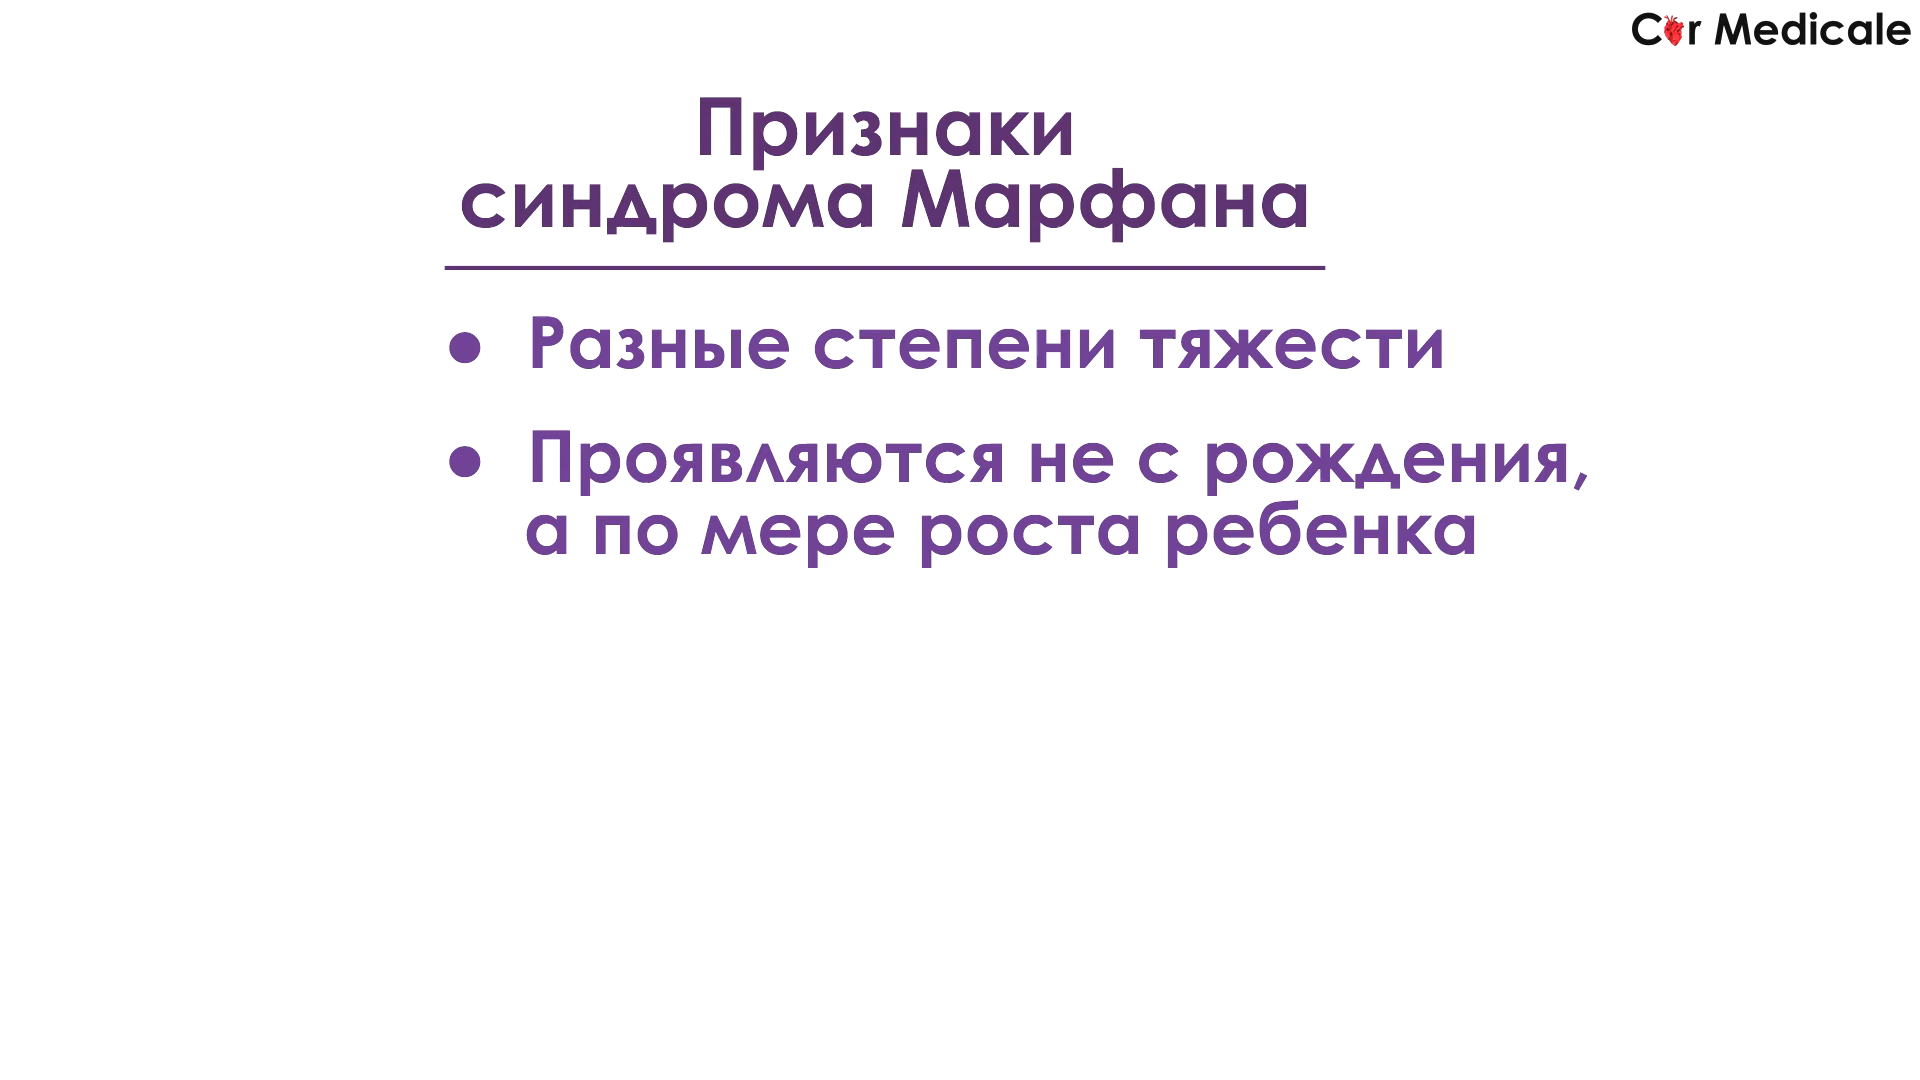 Cor Medicale
Признаки
синдрома Марфана
● Разные степени тяжести
● Проявляются не с рождения,
а по мере роста ребенка